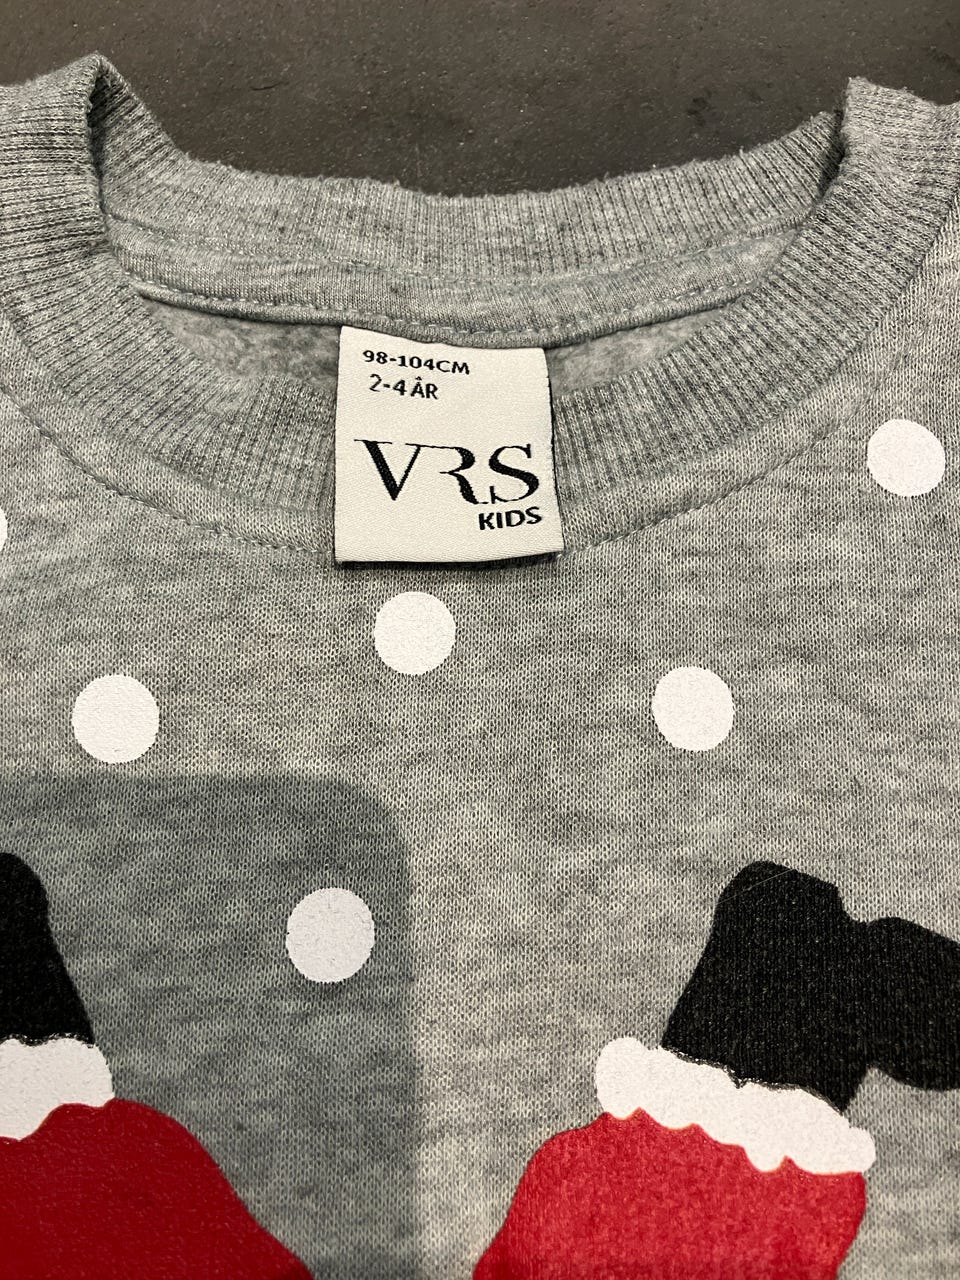 98-104CM
2-4 ÅR
VRS
KIDS